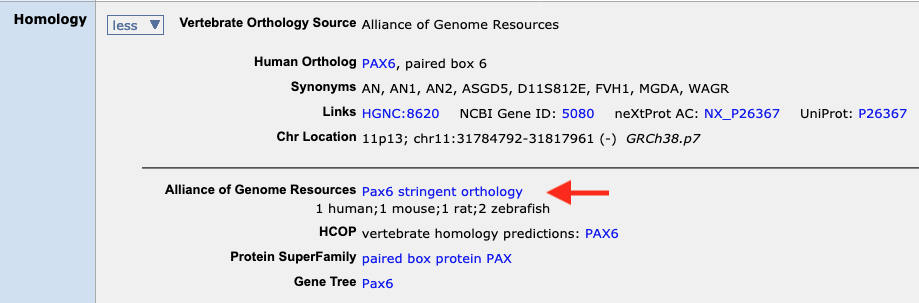 Homology
less
Vertebrate Orthology Source Alliance of Genome Resources
Human Ortholog PAX6, paired box 6
Synonyms AN, AN1, AN2, ASGD5, D11S812E, FVH1, MGDA, WAGR
Links HGNC:8620 NCBI Gene ID: 5080 neXtProt AC: NX_P26367 UniProt: P26367
Chr Location 11p13; chr11:31784792-31817961 (-) GRCh38.p7
Alliance of Genome Resources Pax6 stringent orthology
1 human;1 mouse;1 rat;2 zebrafish
HCOP vertebrate homology predictions: PAX6
Protein SuperFamily paired box protein PAX
Gene Tree Pax6